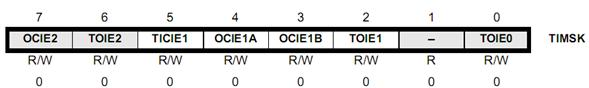 7 6 5 4 3 2 1 0
OCIE2 TOIE2 TICIE1 OCIE1A OCIE1B TOIE1 – TOIE0 TIMSK
R/W R/W R/W R/W R/W R/W R R/W
0 0 0 0 0 0 0 0